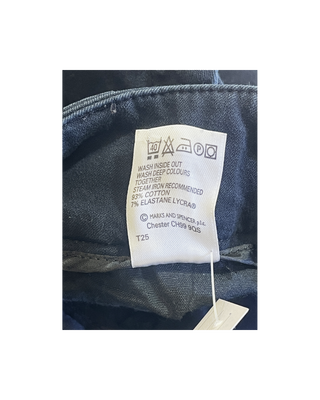 40 P
WASH INSIDE OUT
WASH DEEP COLOURS
TOGETHER
STEAM IRON RECOMMENDED
93% COTTON
7% ELASTANE LYCRA®
© MARKS AND SPENCER p.l.c.
Chester CH99 9QS
T25